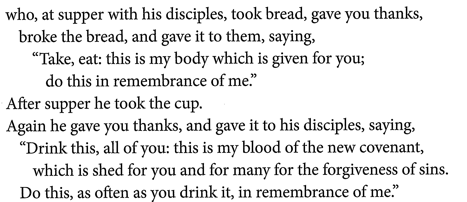 who, at supper with his disciples, took bread, gave you thanks,
broke the bread, and gave it to them, saying,
“Take, eat: this is my body which is given for you;
do this in remembrance of me.”
After supper he took the cup.
Again he gave you thanks, and gave it to his disciples, saying,
“Drink this, all of you: this is my blood of the new covenant,
which is shed for you and for many for the forgiveness of sins.
Do this, as often as you drink it, in remembrance of me.”